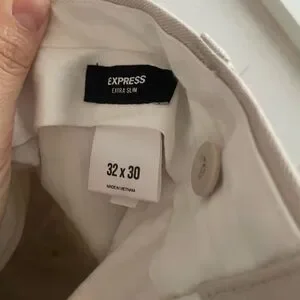 EXPRESS
EXTRA SLIM
32 x 30
MADE IN VIETNAM